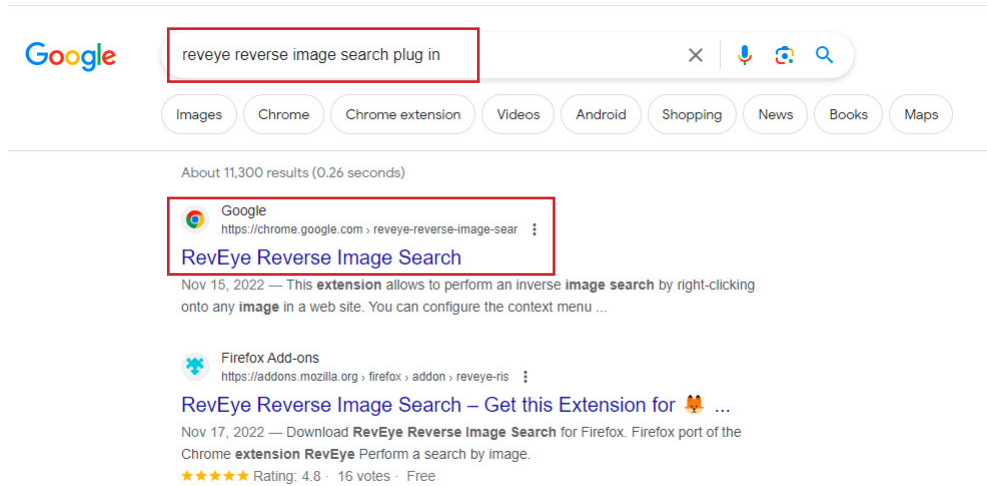 Google
reveye reverse image search plug in
Images Chrome Chrome extension Videos Android Shopping News Books Maps
About 11,300 results (0.26 seconds)
Google
https://chrome.google.com › reveye-reverse-image-sear
RevEye Reverse Image Search
Nov 15, 2022 — This extension allows to perform an inverse image search by right-clicking
onto any image in a web site. You can configure the context menu ...
Firefox Add-ons
https://addons.mozilla.org › firefox › addon › reveye-ris
RevEye Reverse Image Search – Get this Extension for 🦊 ...
Nov 17, 2022 — Download RevEye Reverse Image Search for Firefox. Firefox port of the
Chrome extension RevEye Perform a search by image.
★★★★★ Rating: 4.8 · 16 votes · Free